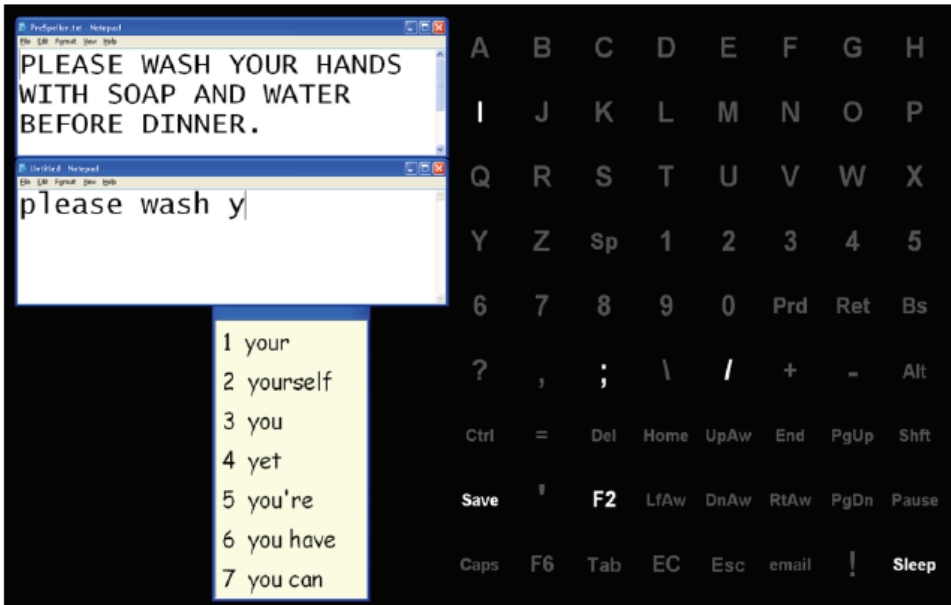 PreSpeller.txt - Notepad
File Edit Format View Help
PLEASE WASH YOUR HANDS
WITH SOAP AND WATER
BEFORE DINNER.
Untitled - Notepad
File Edit Format View Help
please wash y
1 your
2 yourself
3 you
4 yet
5 you're
6 you have
7 you can
A B C D E F G H
I J K L M N O P
Q R S T U V W X
Y Z Sp 1 2 3 4 5
6 7 8 9 0 Prd Ret Bs
? , ; \ / + - Alt
Ctrl = Del Home UpAw End PgUp Shft
Save ' F2 LfAw DnAw RtAw PgDn Pause
Caps F6 Tab EC Esc email ! Sleep